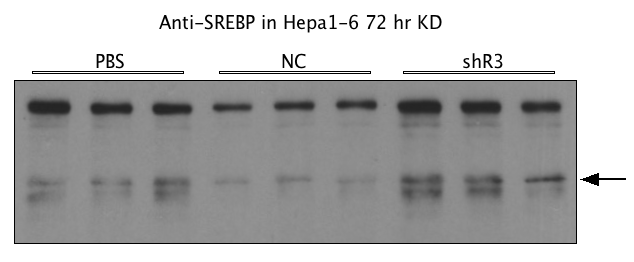 Anti-SREBP in Hepa1-6 72 hr KD
PBS NC shR3